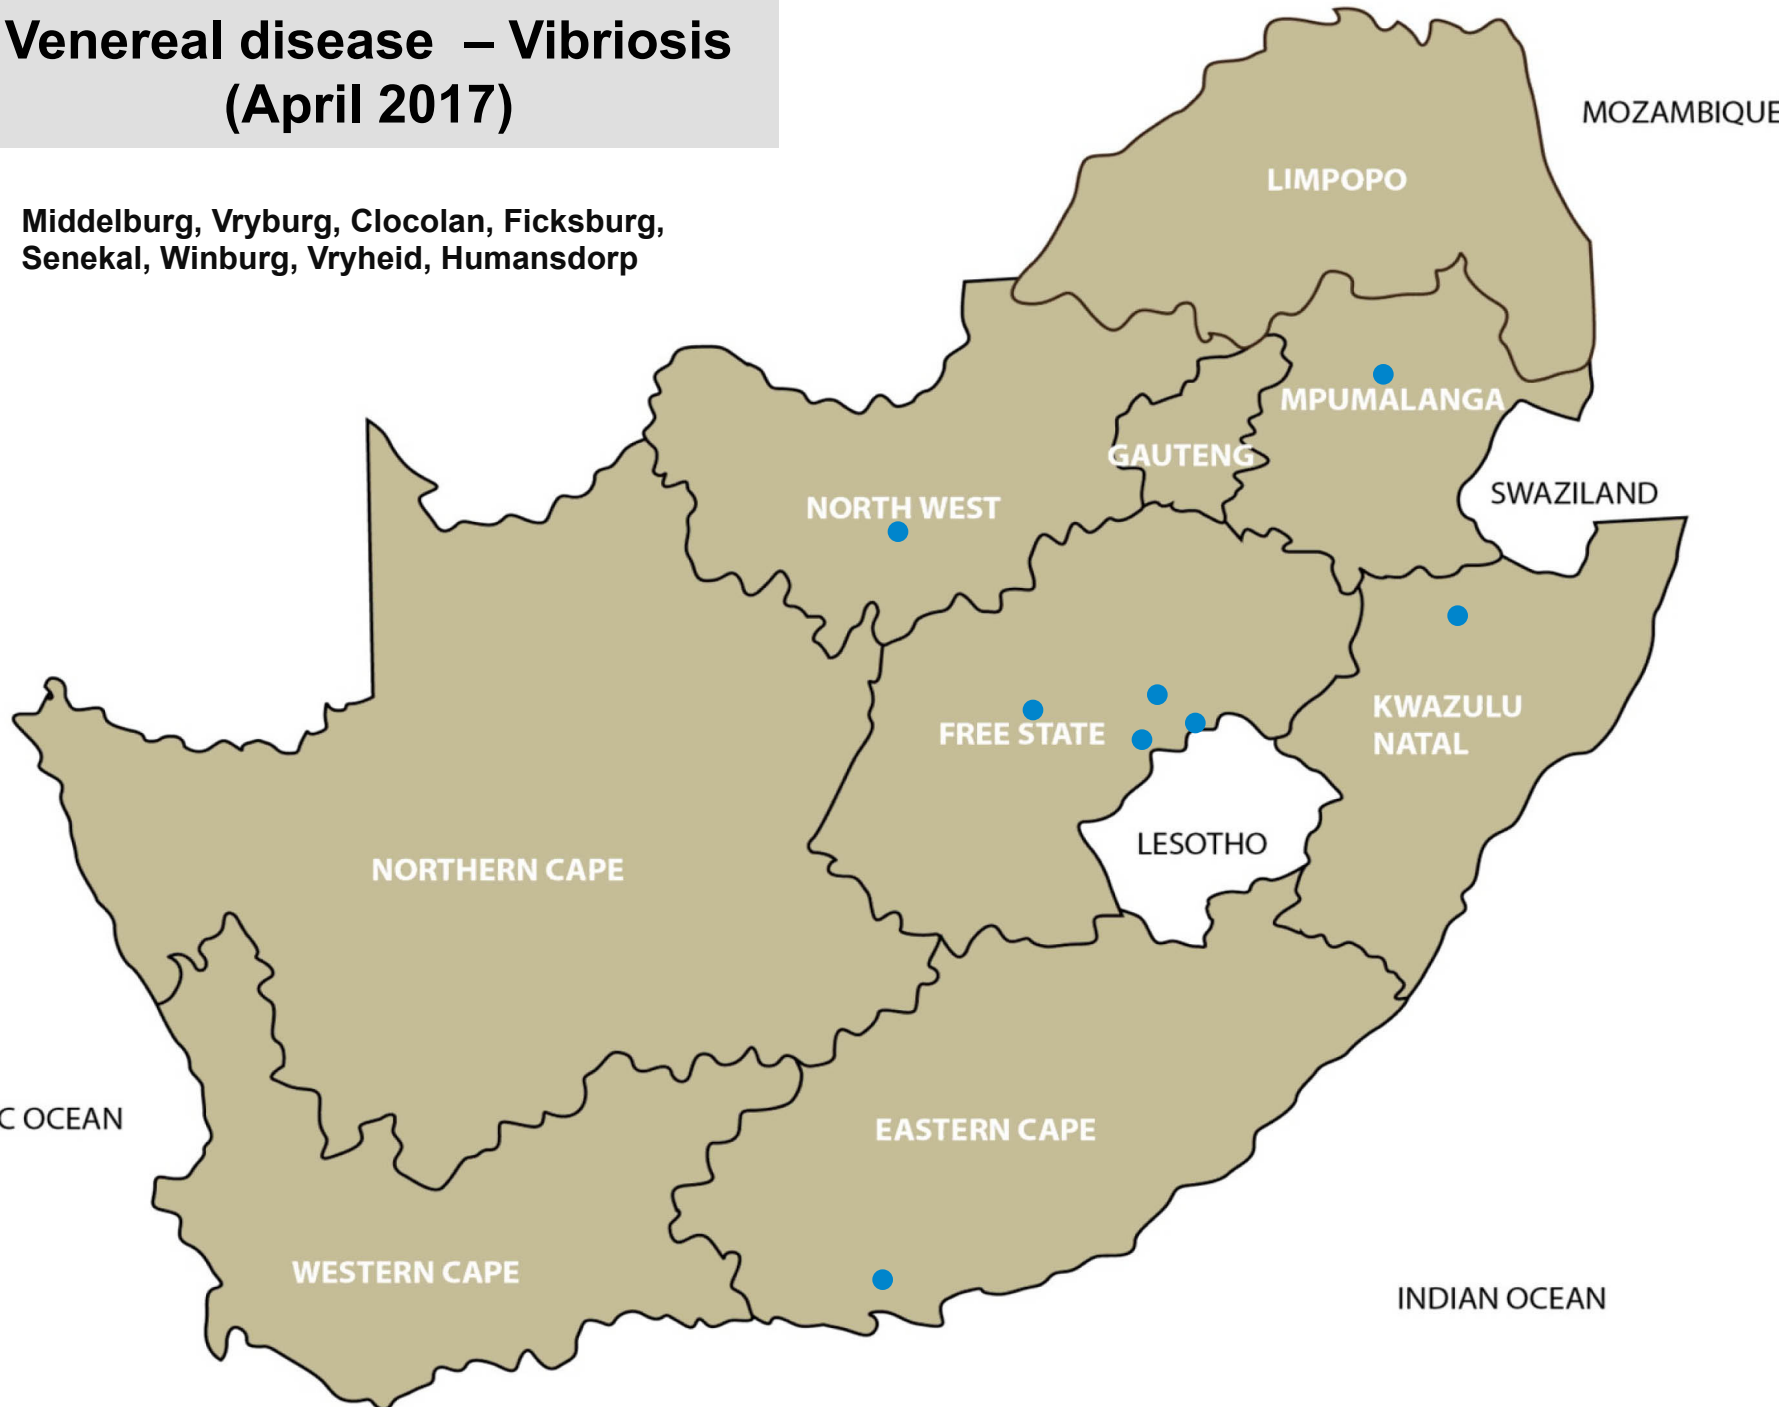 Venereal disease – Vibriosis
(April 2017)
Middelburg, Vryburg, Clocolan, Ficksburg,
Senekal, Winburg, Vryheid, Humansdorp
MOZAMBIQUE
LIMPOPO
MPUMALANGA
GAUTENG
SWAZILAND
NORTH WEST
KWAZULU
NATAL
FREE STATE
LESOTHO
NORTHERN CAPE
C OCEAN
EASTERN CAPE
WESTERN CAPE
INDIAN OCEAN